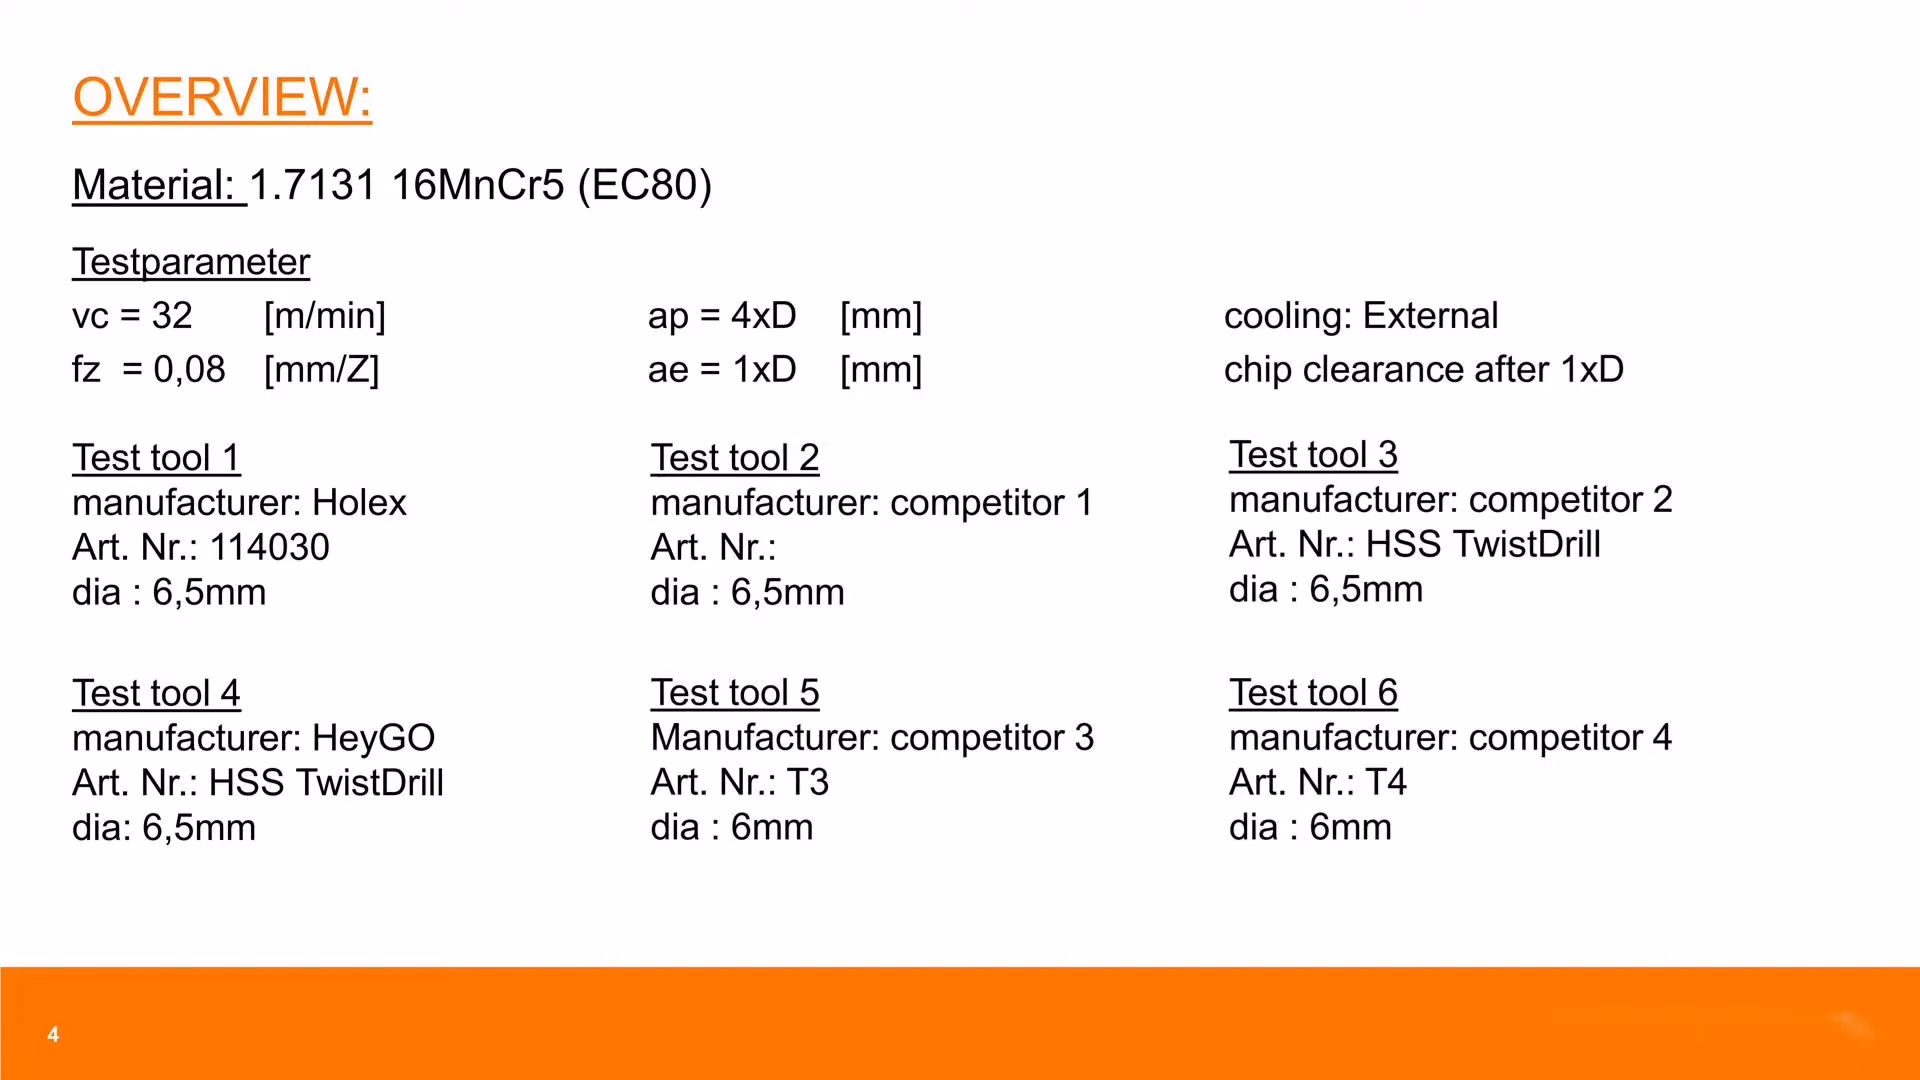 OVERVIEW:
Material: 1.7131 16MnCr5 (EC80)
Testparameter
vc = 32 [m/min] ap = 4xD [mm] cooling: External
fz = 0,08 [mm/Z] ae = 1xD [mm] chip clearance after 1xD
Test tool 1
manufacturer: Holex
Art. Nr.: 114030
dia : 6,5mm
Test tool 2
manufacturer: competitor 1
Art. Nr.:
dia : 6,5mm
Test tool 3
manufacturer: competitor 2
Art. Nr.: HSS TwistDrill
dia : 6,5mm
Test tool 4
manufacturer: HeyGO
Art. Nr.: HSS TwistDrill
dia: 6,5mm
Test tool 5
Manufacturer: competitor 3
Art. Nr.: T3
dia : 6mm
Test tool 6
manufacturer: competitor 4
Art. Nr.: T4
dia : 6mm
4